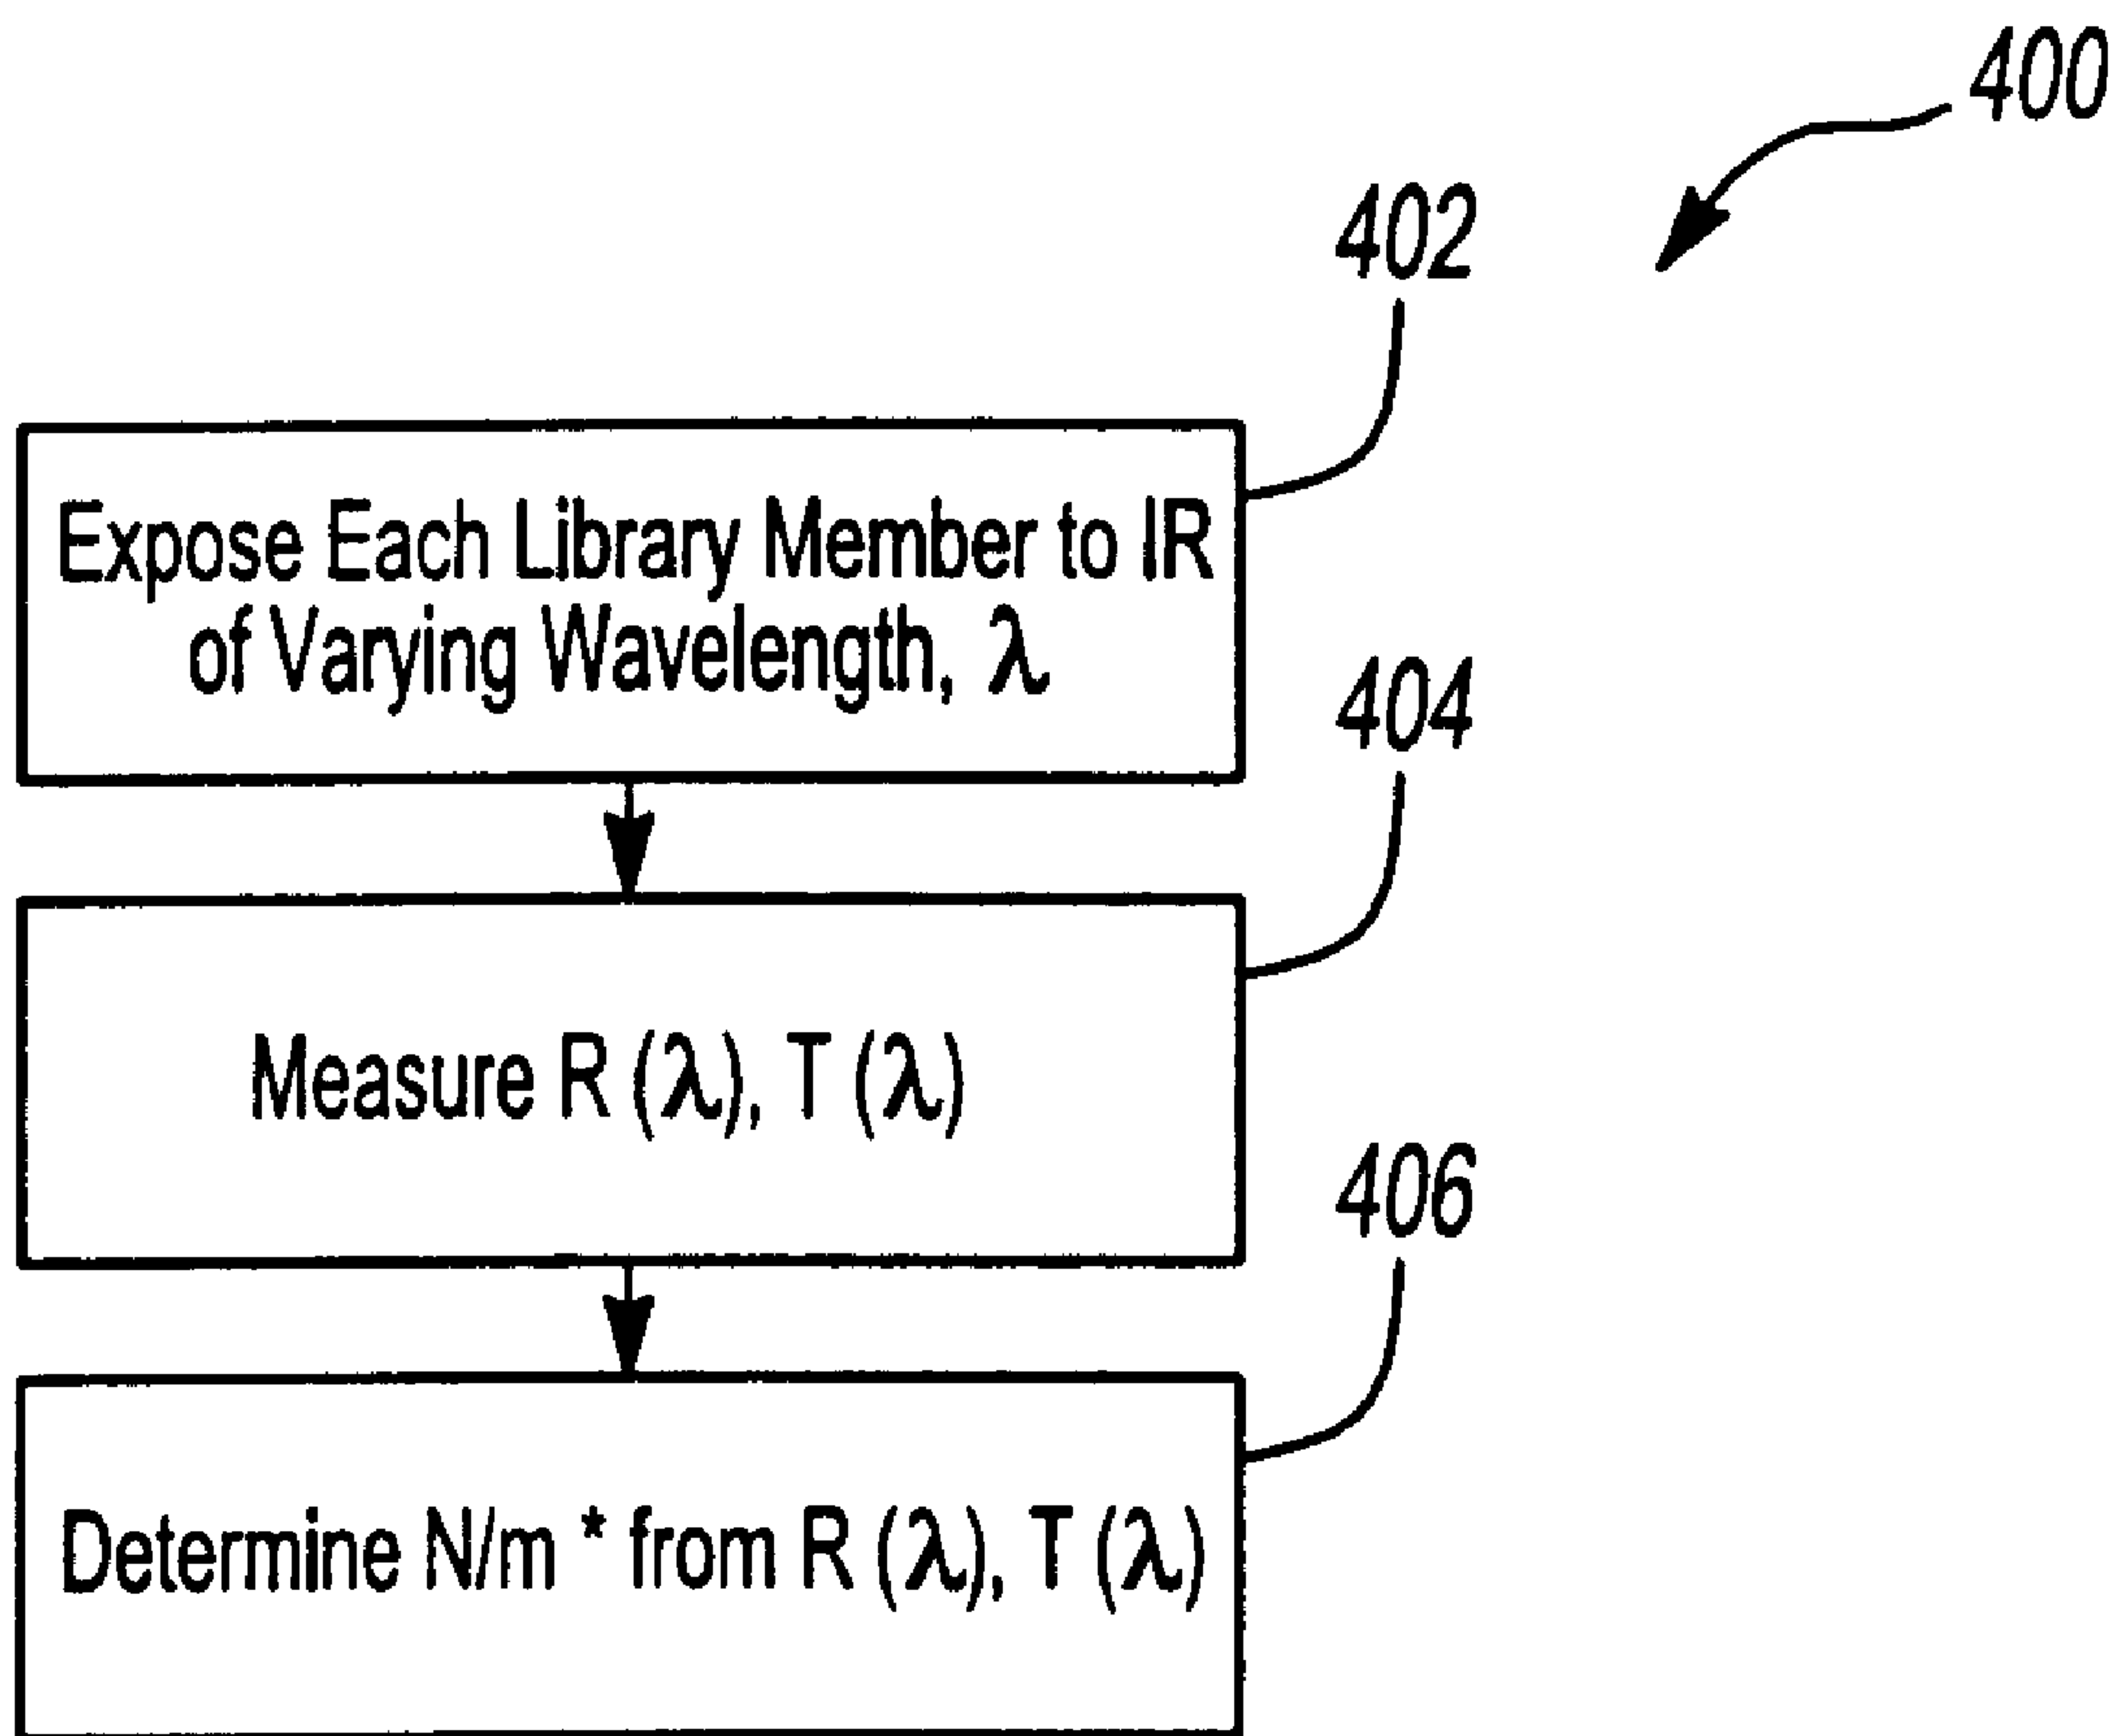 400
402
Expose Each Library Member to IR
of Varying Wavelength, λ
404
Measure R (λ), T (λ)
406
Determine N/m * from R (λ), T (λ)